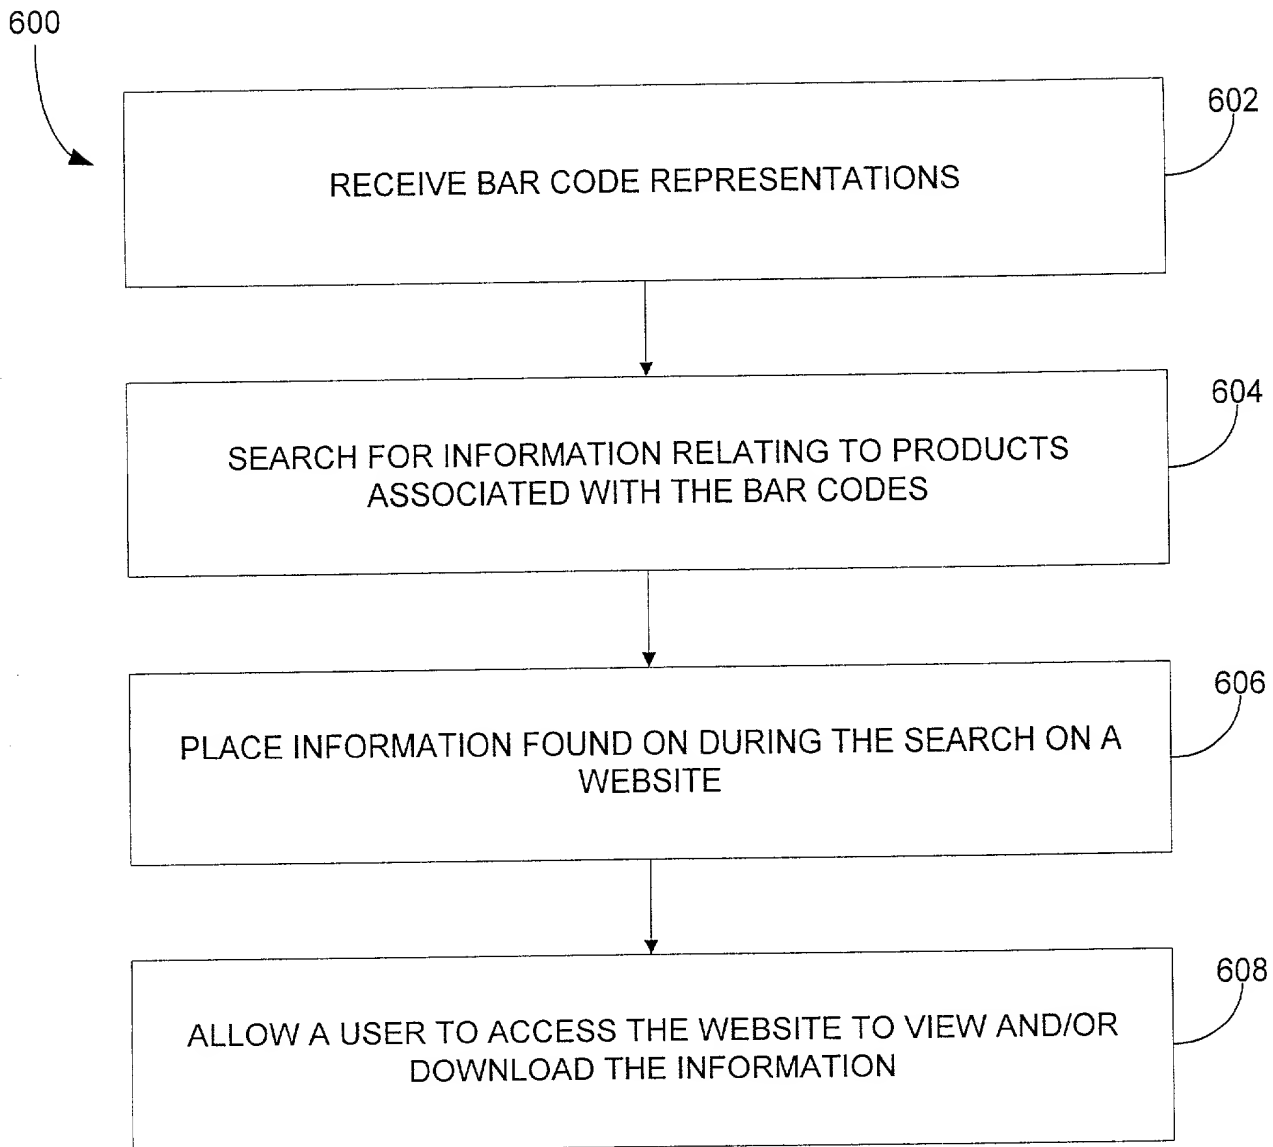 600
602
RECEIVE BAR CODE REPRESENTATIONS
604
SEARCH FOR INFORMATION RELATING TO PRODUCTS
ASSOCIATED WITH THE BAR CODES
606
PLACE INFORMATION FOUND ON DURING THE SEARCH ON A
WEBSITE
608
ALLOW A USER TO ACCESS THE WEBSITE TO VIEW AND/OR
DOWNLOAD THE INFORMATION